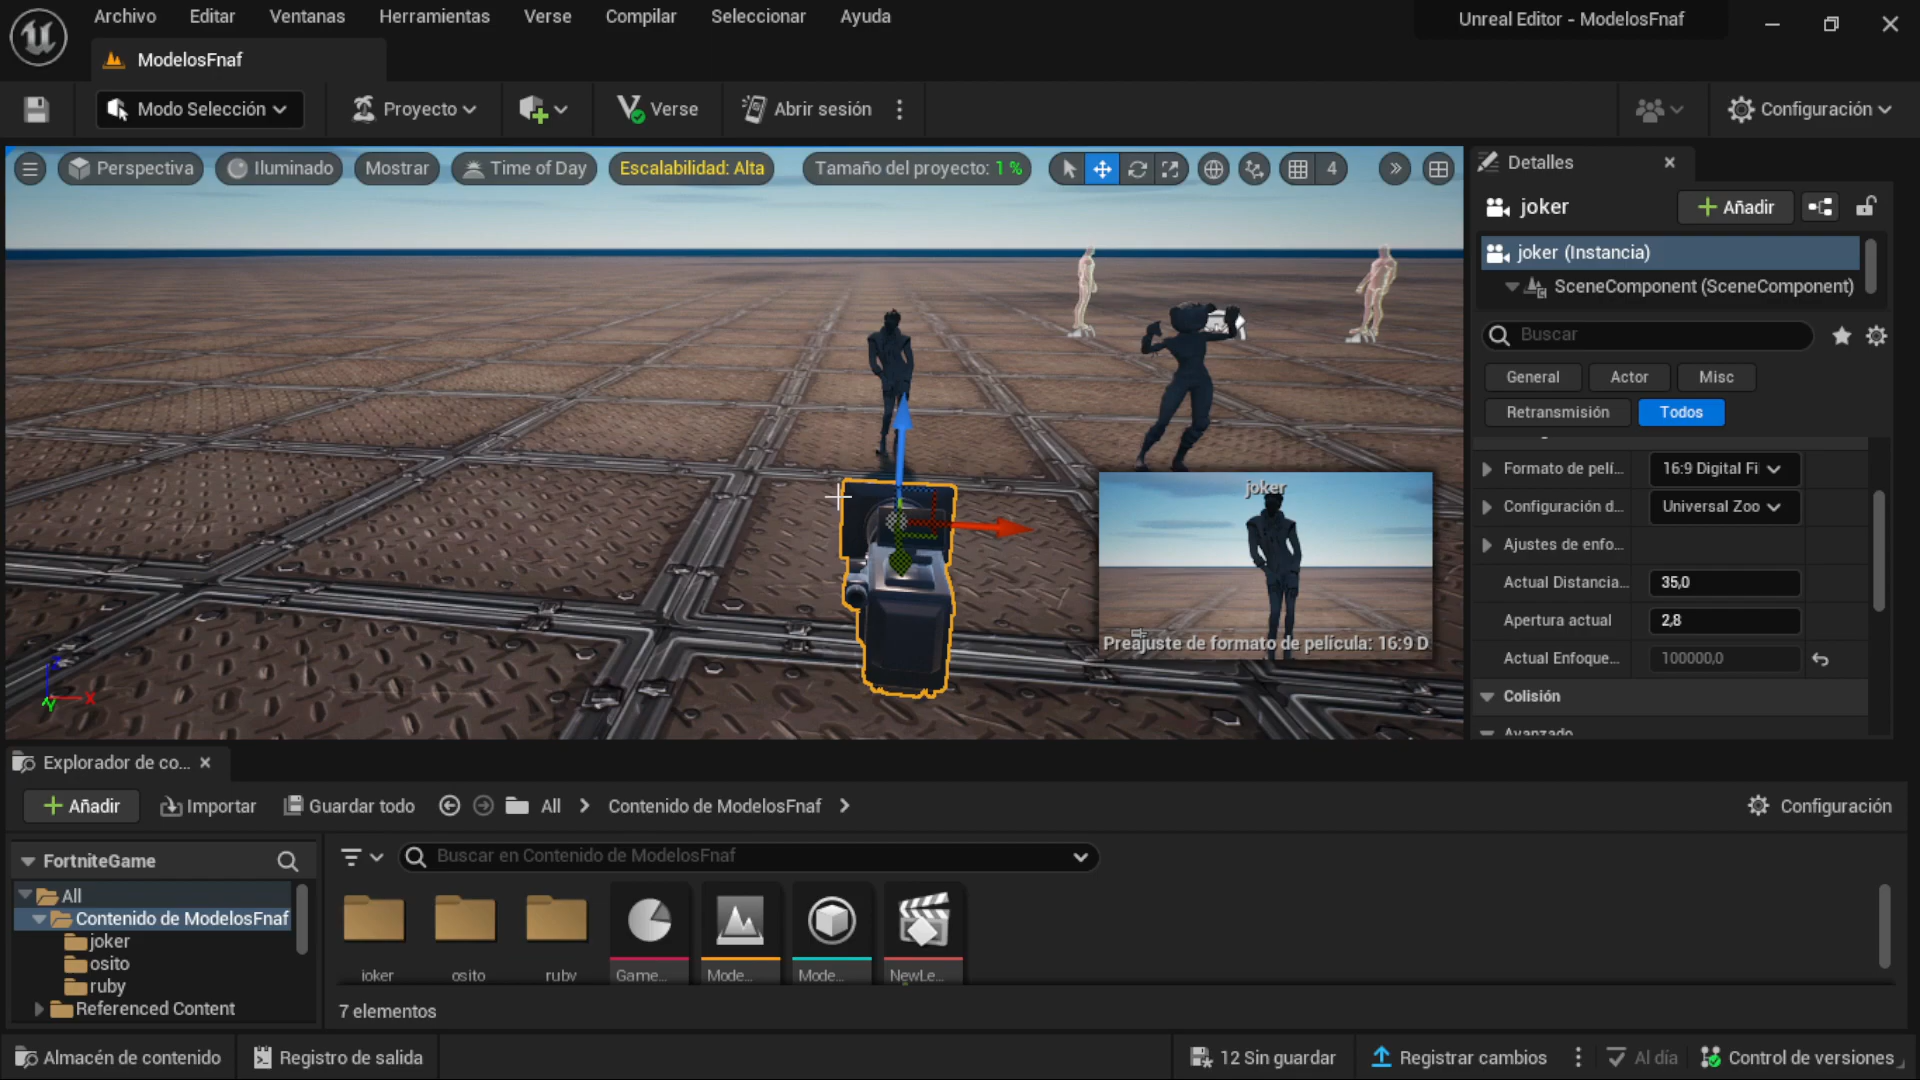 Archivo Editar Ventanas Herramientas Verse Compilar Seleccionar Ayuda
Unreal Editor - ModelosFnaf
ModelosFnaf
Modo Selección
Proyecto
Verse
Abrir sesión
Configuración
Perspectiva
Iluminado
Mostrar
Time of Day
Escalabilidad: Alta
Tamaño del proyecto: 1 %
4
Detalles
joker
Añadir
joker (Instancia)
SceneComponent (SceneComponent)
Buscar
General
Actor
Misc
Retransmisión
Todos
Formato de pelí... 16:9 Digital Fi
Configuración d... Universal Zoo
Ajustes de enfo...
Actual Distancia... 35,0
Apertura actual 2,8
Actual Enfoque... 100000,0
Colisión
Avanzado
joker
Preajuste de formato de película: 16:9 D
Z
X
Y
Explorador de co...
Añadir
Importar
Guardar todo
All
Contenido de ModelosFnaf
Configuración
FortniteGame
Buscar en Contenido de ModelosFnaf
All
Contenido de ModelosFnaf
joker
osito
ruby
Referenced Content
joker
osito
ruby
Game...
Mode...
Mode...
NewLe...
7 elementos
Almacén de contenido
Registro de salida
12 Sin guardar
Registrar cambios
Al día
Control de versiones